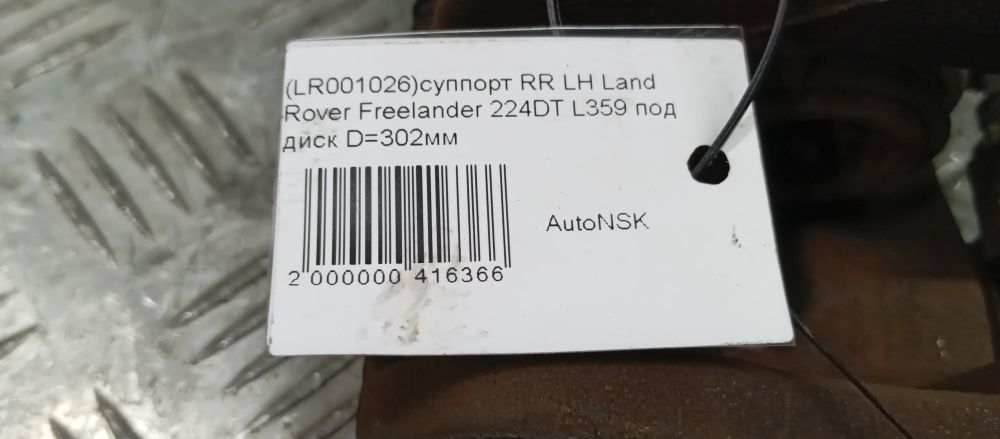 (LR001026)суппорт RR LH Land
Rover Freelander 224DT L359 под
диск D=302мм
AutoNSK
2 000000 416366